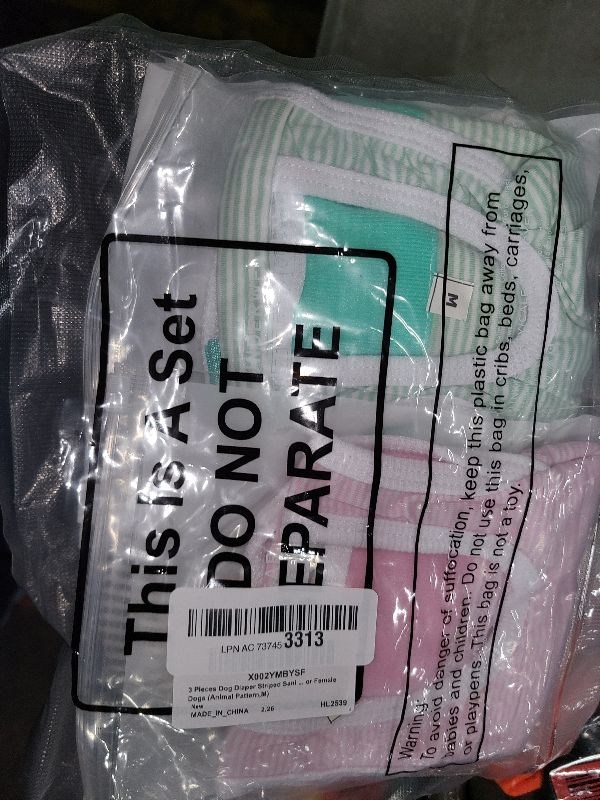 This is A Set
DO NOT
EPARATE
M
Warning:
To avoid danger of suffocation, keep this plastic bag away from
babies and children. Do not use this bag in cribs, beds, carriages,
or playpens. This bag is not a toy.
LPN AC 73745 3313
X002YMBYSF
3 Pieces Dog Diaper Striped Sani ... or Female
Dogs (Animal Pattern,M)
New
MADE_IN_CHINA 2.26 HL2539